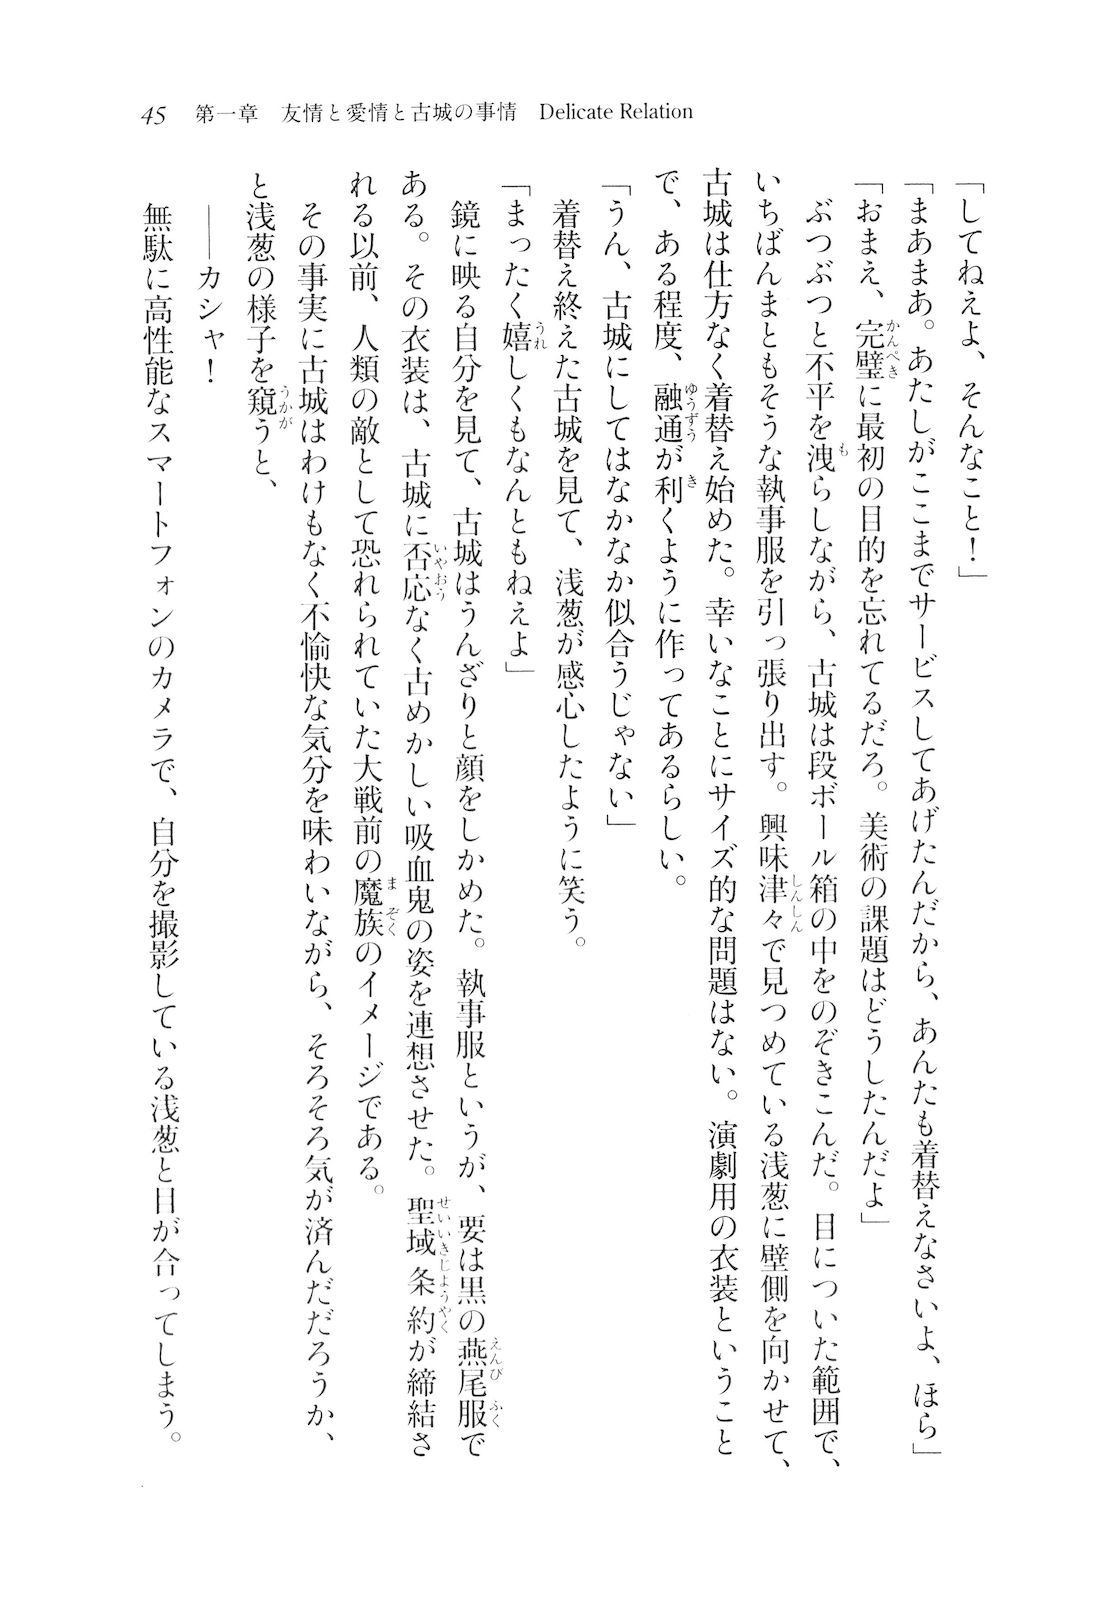 45　第一章　友情と愛情と古城の事情　Delicate Relation
「してねえよ、そんなこと！」
「まあまあ。あたしがここまでサービスしてあげたんだから、あんたも着替えなさいよ、ほら」
「おまえ、完璧に最初の目的を忘れてるだろ。美術の課題はどうしたんだよ」
ぶつぶつと不平を洩らしながら、古城は段ボール箱の中をのぞきこんだ。目についた範囲で、
いちばんまともそうな執事服を引っ張り出す。興味津々で見つめている浅葱に壁側を向かせて、
古城は仕方なく着替え始めた。幸いなことにサイズ的な問題はない。演劇用の衣装ということ
で、ある程度、融通が利くように作ってあるらしい。
「うん、古城にしてはなかなか似合うじゃない」
着替え終えた古城を見て、浅葱が感心したように笑う。
「まったく嬉しくもなんともねえよ」
鏡に映る自分を見て、古城はうんざりと顔をしかめた。執事服というが、要は黒の燕尾服で
ある。その衣装は、古城に否応なく古めかしい吸血鬼の姿を連想させた。聖域条約が締結さ
れる以前、人類の敵として恐れられていた大戦前の魔族のイメージである。
その事実に古城はわけもなく不愉快な気分を味わいながら、そろそろ気が済んだだろうか、
と浅葱の様子を窺うと、
――カシャ！
無駄に高性能なスマートフォンのカメラで、自分を撮影している浅葱と目が合ってしまう。